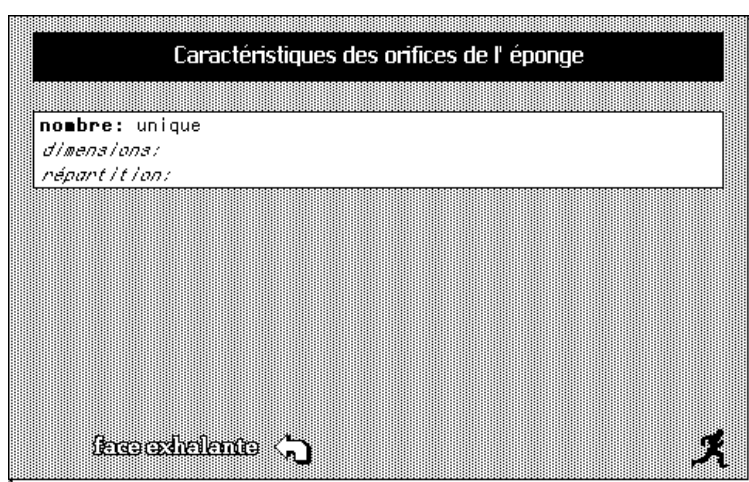 Caractéristiques des orifices de l' éponge
nombre: unique
dimensions:
répartition:
face exhalante